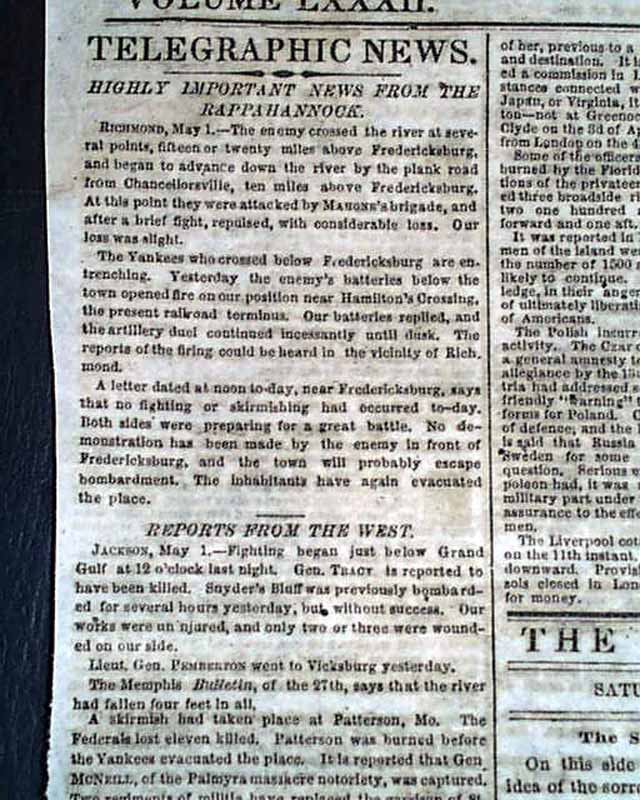 VOLUME LXXXII.
TELEGRAPHIC NEWS.
HIGHLY IMPORTANT NEWS FROM THE
RAPPAHANNOCK.
RICHMOND, May 1.—The enemy crossed the river at seve-
ral points, fifteen or twenty miles above Fredericksburg,
and began to advance down the river by the plank road
from Chancellorsville, ten miles above Fredericksburg.
At this point they were attacked by MAHONE's brigade, and
after a brief fight, repulsed, with considerable loss. Our
loss was slight.
The Yankees who crossed below Fredericksburg are en-
trenching. Yesterday the enemy's batteries below the
town opened fire on our position near Hamilton's Crossing,
the present railroad terminus. Our batteries replied, and
the artillery duel continued incessantly until dusk. The
reports of the firing could be heard in the vicinity of Rich.
mond.
A letter dated at noon to-day, near Fredericksburg, says
that no fighting or skirmishing had occurred to-day.
Both sides were preparing for a great battle. No de-
monstration has been made by the enemy in front of
Fredericksburg, and the town will probably escape
bombardment. The inhabitants have again evacuated
the place.
REPORTS FROM THE WEST.
JACKSON, May 1.—Fighting began just below Grand
Gulf at 12 o'clock last night. Gen. TRACY is reported to
have been killed. Snyder's Bluff was previously bombard-
ed for several hours yesterday, but without success. Our
works were un njured, and only two or three were wound-
ed on our side.
Lieut. Gen. PEMBERTON went to Vicksburg yesterday.
The Memphis Bulletin, of the 27th, says that the river
had fallen four feet in all.
A skirmish had taken place at Patterson, Mo. The
Federals lost eleven killed. Patterson was burned before
the Yankees evacuated the place. It is reported that Gen
MCNEILL, of the Palmyra massacre notoriety, was captured.
Two regiments of militia have replaced the garrison of St
of her, previous to a
and destination. It i
ed a commission in
stances connected w
Japan, or Virginia, it
ton—not at Greenoc
Clyde on the 3d of A
from London on the 4
Some of the officers
burned by the Florid
tions of the privateer
ed three broadside ri
two one hundred
forward and one aft.
It was reported in
men of the island wer
the number of 1500
likely to continue.
ledge, in their anger
of ultimately liberati
of Americans.
The Polish insurr
activity. The Czar
a general amnesty t
allegiance by the 13
tria had addressed
friendly "warning" t
forms for Poland.
of defence, and the
is said that Russia
Sweden for some
question. Serious w
poleon had, it was
military part under
assurance to the effe
men.
The Liverpool cot
on the 11th instant.
downward. Provis
sols closed in Lon
for money.
THE
SATU
The S
On this side
idea of the sorr